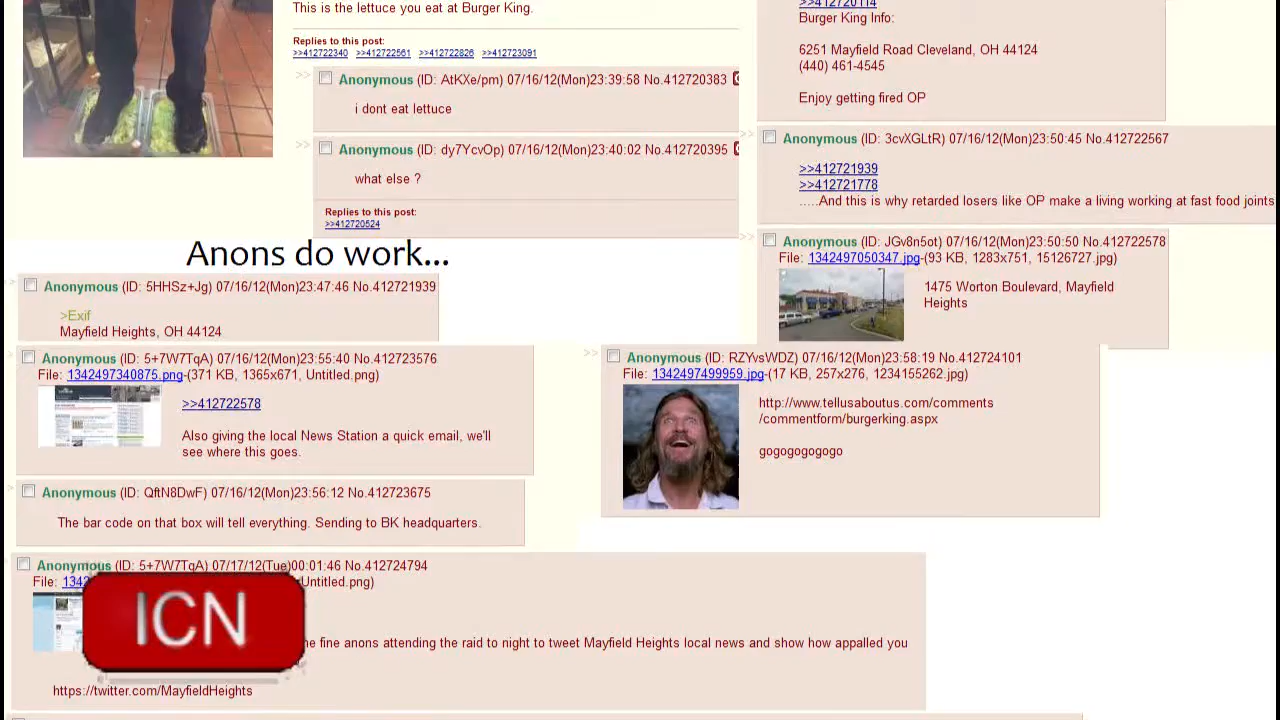 This is the lettuce you eat at Burger King.
Replies to this post:
>>412722340 >>412722561 >>412722826 >>412723091
>> Anonymous (ID: AtKXe/pm) 07/16/12(Mon)23:39:58 No.412720383
i dont eat lettuce
>> Anonymous (ID: dy7YcvOp) 07/16/12(Mon)23:40:02 No.412720395
what else ?
Replies to this post:
>>412720524
>>412720114
Burger King Info:
6251 Mayfield Road Cleveland, OH 44124
(440) 461-4545
Enjoy getting fired OP
>> Anonymous (ID: 3cvXGLtR) 07/16/12(Mon)23:50:45 No.412722567
>>412721939
>>412721778
.....And this is why retarded losers like OP make a living working at fast food joints
>> Anonymous (ID: JGv8n5ot) 07/16/12(Mon)23:50:50 No.412722578
File: 1342497050347.jpg-(93 KB, 1283x751, 15126727.jpg)
1475 Worton Boulevard, Mayfield
Heights
Anons do work...
>> Anonymous (ID: 5HHSz+Jg) 07/16/12(Mon)23:47:46 No.412721939
>Exif
Mayfield Heights, OH 44124
> Anonymous (ID: 5+7W7TqA) 07/16/12(Mon)23:55:40 No.412723576
File: 1342497340875.png-(371 KB, 1365x671, Untitled.png)
>>412722578
Also giving the local News Station a quick email, we'll
see where this goes.
>> Anonymous (ID: RZYvsWDZ) 07/16/12(Mon)23:58:19 No.412724101
File: 1342497499959.jpg-(17 KB, 257x276, 1234155262.jpg)
http://www.tellusaboutus.com/comments
/commentform/burgerking.aspx
gogogogogogo
> Anonymous (ID: QftN8DwF) 07/16/12(Mon)23:56:12 No.412723675
The bar code on that box will tell everything. Sending to BK headquarters.
Anonymous (ID: 5+7W7TqA) 07/17/12(Tue)00:01:46 No.412724794
File: 1342 Untitled.png)
ICN
fine anons attending the raid to night to tweet Mayfield Heights local news and show how appalled you
https://twitter.com/MayfieldHeights